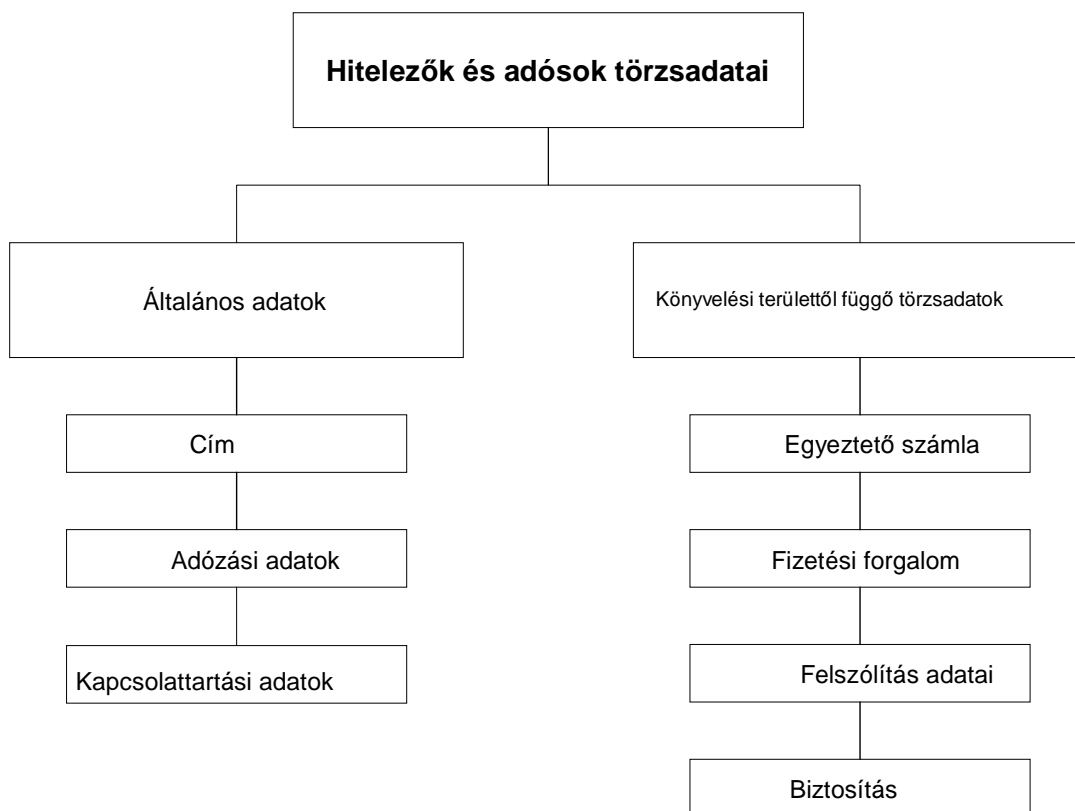 Hitelezők és adósok törzsadatai
Általános adatok
Könyvelési területtől függő törzsadatok
Cím
Egyeztető számla
Adózási adatok
Fizetési forgalom
Kapcsolattartási adatok
Felszólítás adatai
Biztosítás